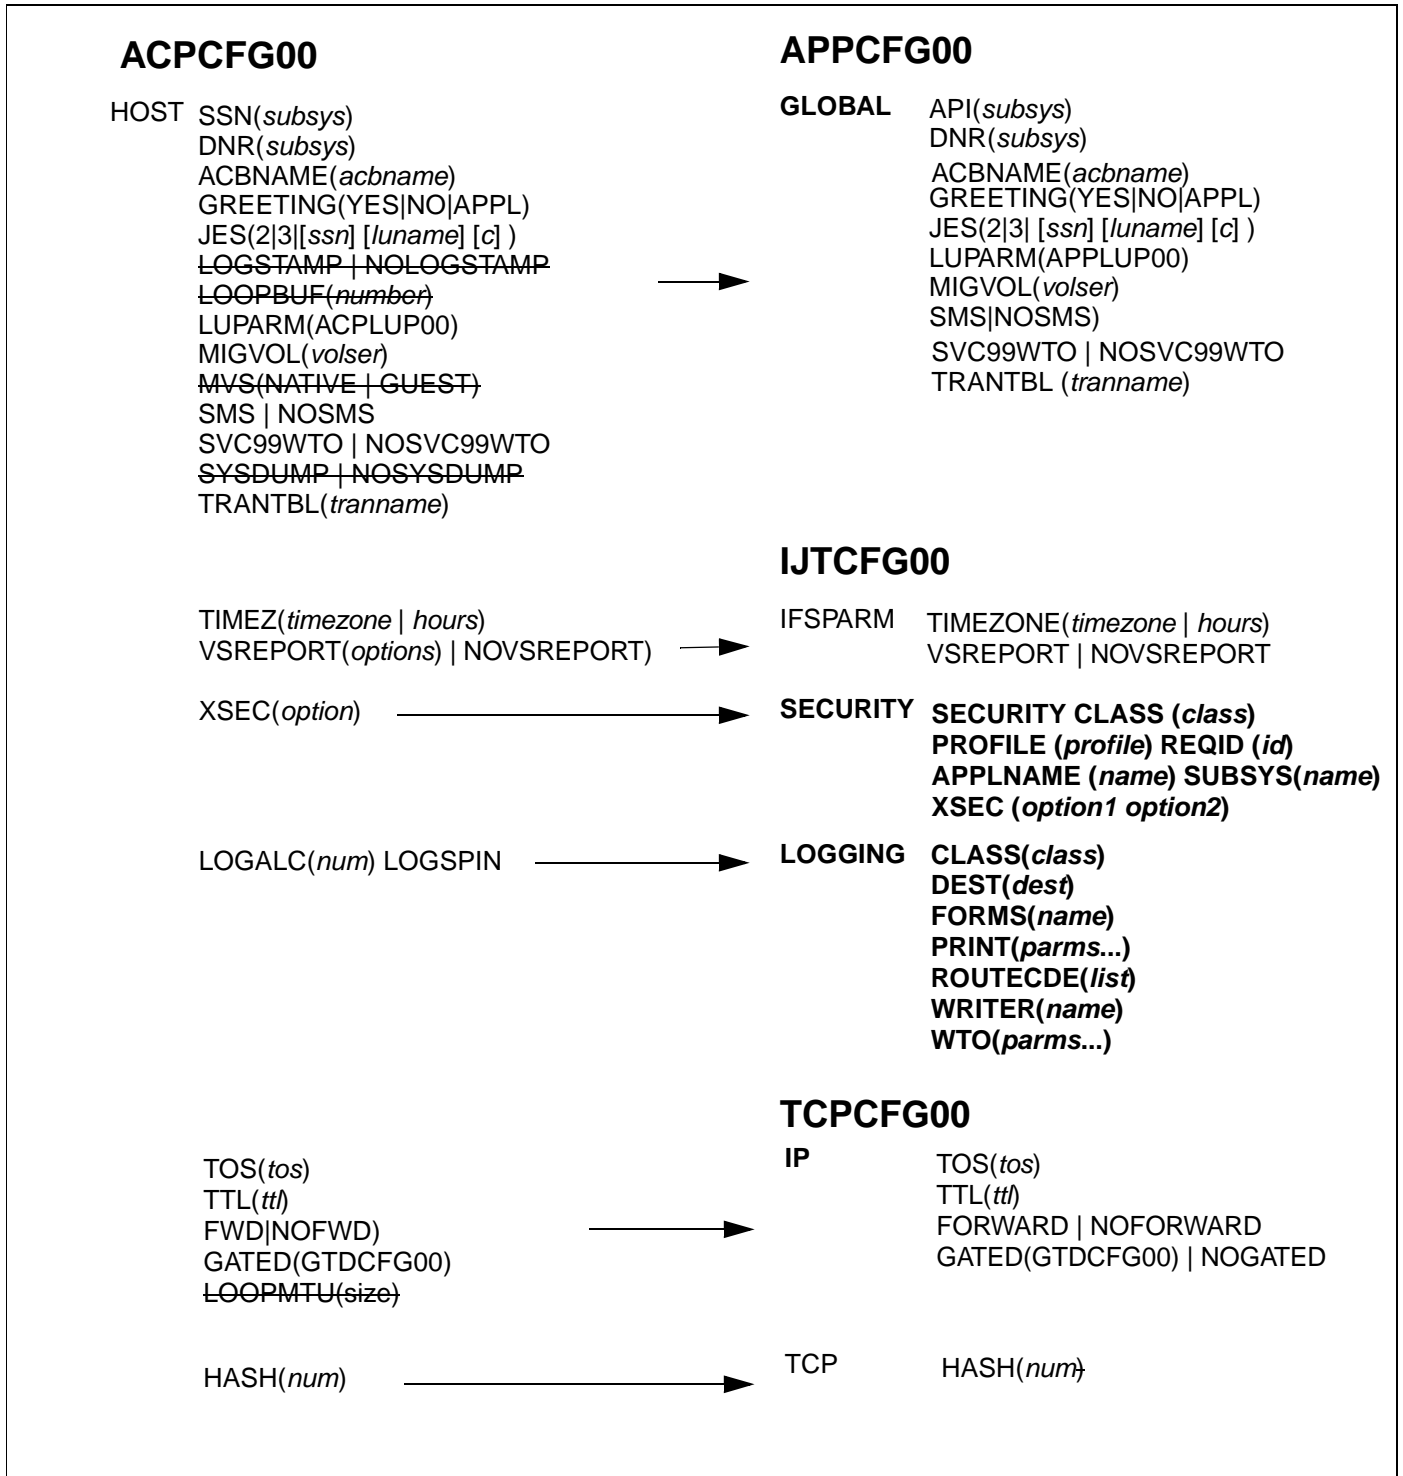 ACPCFG00
HOST SSN(subsys)
DNR(subsys)
ACBNAME(acbname)
GREETING(YES|NO|APPL)
JES(2|3|[ssn] [luname] [c] )
LOGSTAMP | NOLOGSTAMP
LOOPBUF(number)
LUPARM(ACPLUP00)
MIGVOL(volser)
MVS(NATIVE | GUEST)
SMS | NOSMS
SVC99WTO | NOSVC99WTO
SYSDUMP | NOSYSDUMP
TRANTBL(tranname)
APPCFG00
GLOBAL API(subsys)
DNR(subsys)
ACBNAME(acbname)
GREETING(YES|NO|APPL)
JES(2|3| [ssn] [luname] [c] )
LUPARM(APPLUP00)
MIGVOL(volser)
SMS|NOSMS)
SVC99WTO | NOSVC99WTO
TRANTBL (tranname)
IJTCFG00
TIMEZ(timezone | hours)
VSREPORT(options) | NOVSREPORT)
IFSPARM TIMEZONE(timezone | hours)
VSREPORT | NOVSREPORT
XSEC(option)
SECURITY SECURITY CLASS (class)
PROFILE (profile) REQID (id)
APPLNAME (name) SUBSYS(name)
XSEC (option1 option2)
LOGALC(num) LOGSPIN
LOGGING CLASS(class)
DEST(dest)
FORMS(name)
PRINT(parms...)
ROUTECDE(list)
WRITER(name)
WTO(parms...)
TCPCFG00
TOS(tos)
TTL(ttl)
FWD|NOFWD)
GATED(GTDCFG00)
LOOPMTU(size)
IP TOS(tos)
TTL(ttl)
FORWARD | NOFORWARD
GATED(GTDCFG00) | NOGATED
HASH(num)
TCP HASH(num)